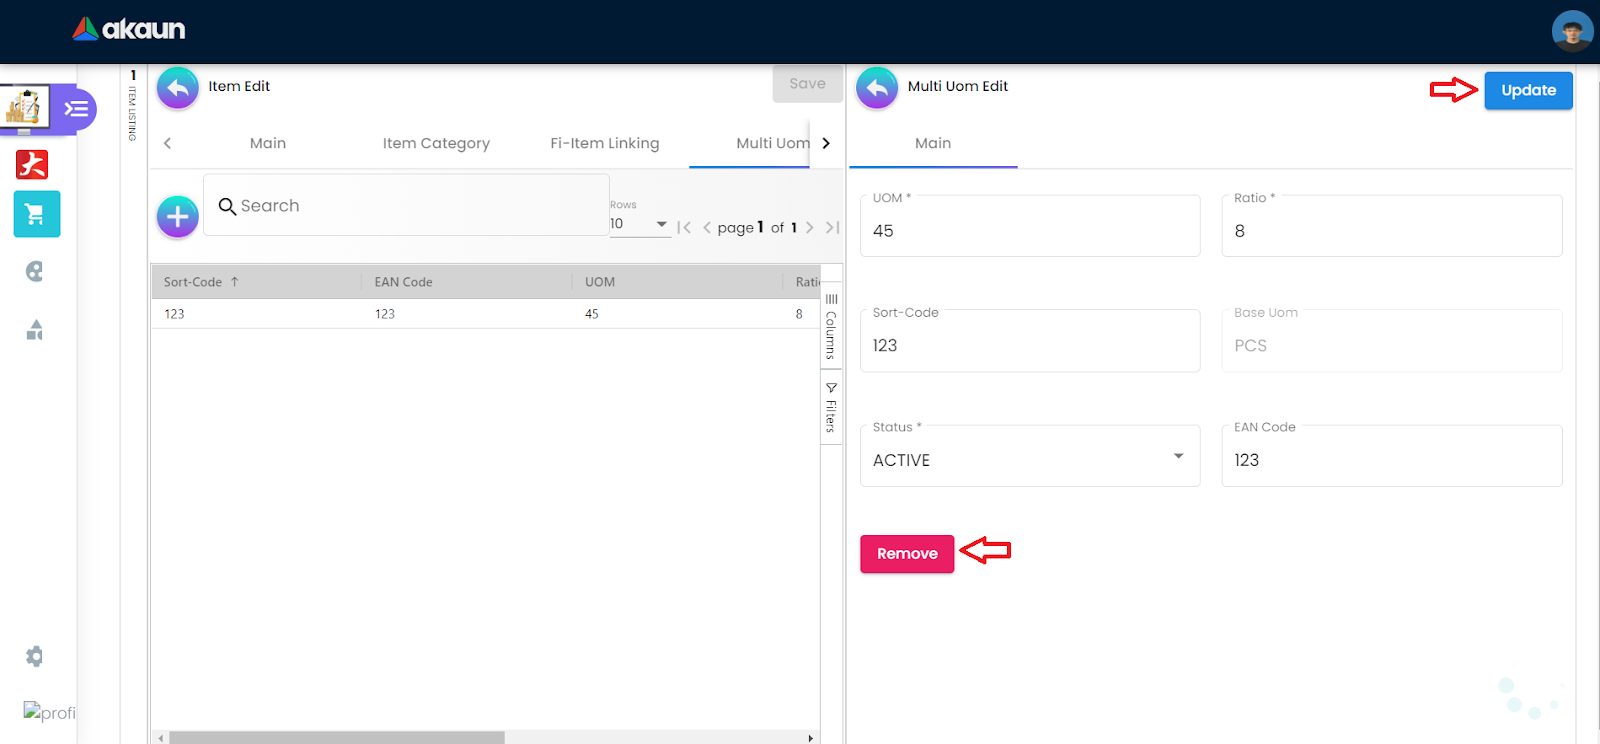 akaun
1 ITEM LISTING
Item Edit
Save
Main
Item Category
Fi-Item Linking
Multi Uom
Search
Rows
10
page 1 of 1
Sort-Code ↑
EAN Code
UOM
Ratio
123
123
45
8
Columns
Filters
Multi Uom Edit
Update
Main
UOM *
45
Ratio *
8
Sort-Code
123
Base Uom
PCS
Status *
ACTIVE
EAN Code
123
Remove
profi